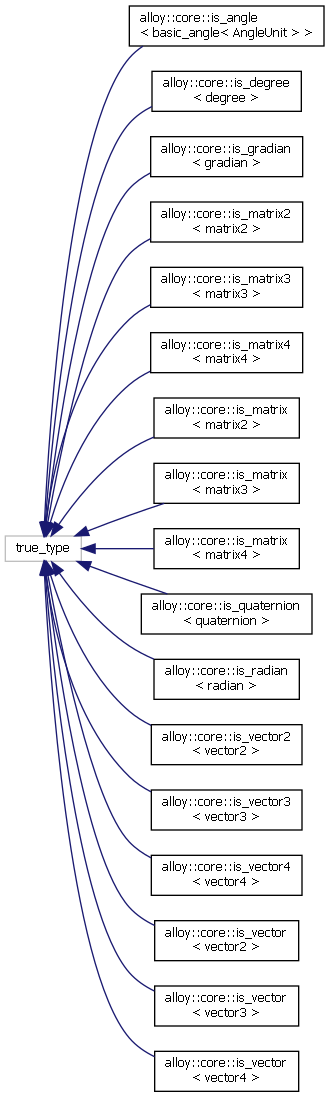 alloy::core::is_angle
< basic_angle< AngleUnit > >
alloy::core::is_degree
< degree >
alloy::core::is_gradian
< gradian >
alloy::core::is_matrix2
< matrix2 >
alloy::core::is_matrix3
< matrix3 >
alloy::core::is_matrix4
< matrix4 >
alloy::core::is_matrix
< matrix2 >
alloy::core::is_matrix
< matrix3 >
true_type
alloy::core::is_matrix
< matrix4 >
alloy::core::is_quaternion
< quaternion >
alloy::core::is_radian
< radian >
alloy::core::is_vector2
< vector2 >
alloy::core::is_vector3
< vector3 >
alloy::core::is_vector4
< vector4 >
alloy::core::is_vector
< vector2 >
alloy::core::is_vector
< vector3 >
alloy::core::is_vector
< vector4 >